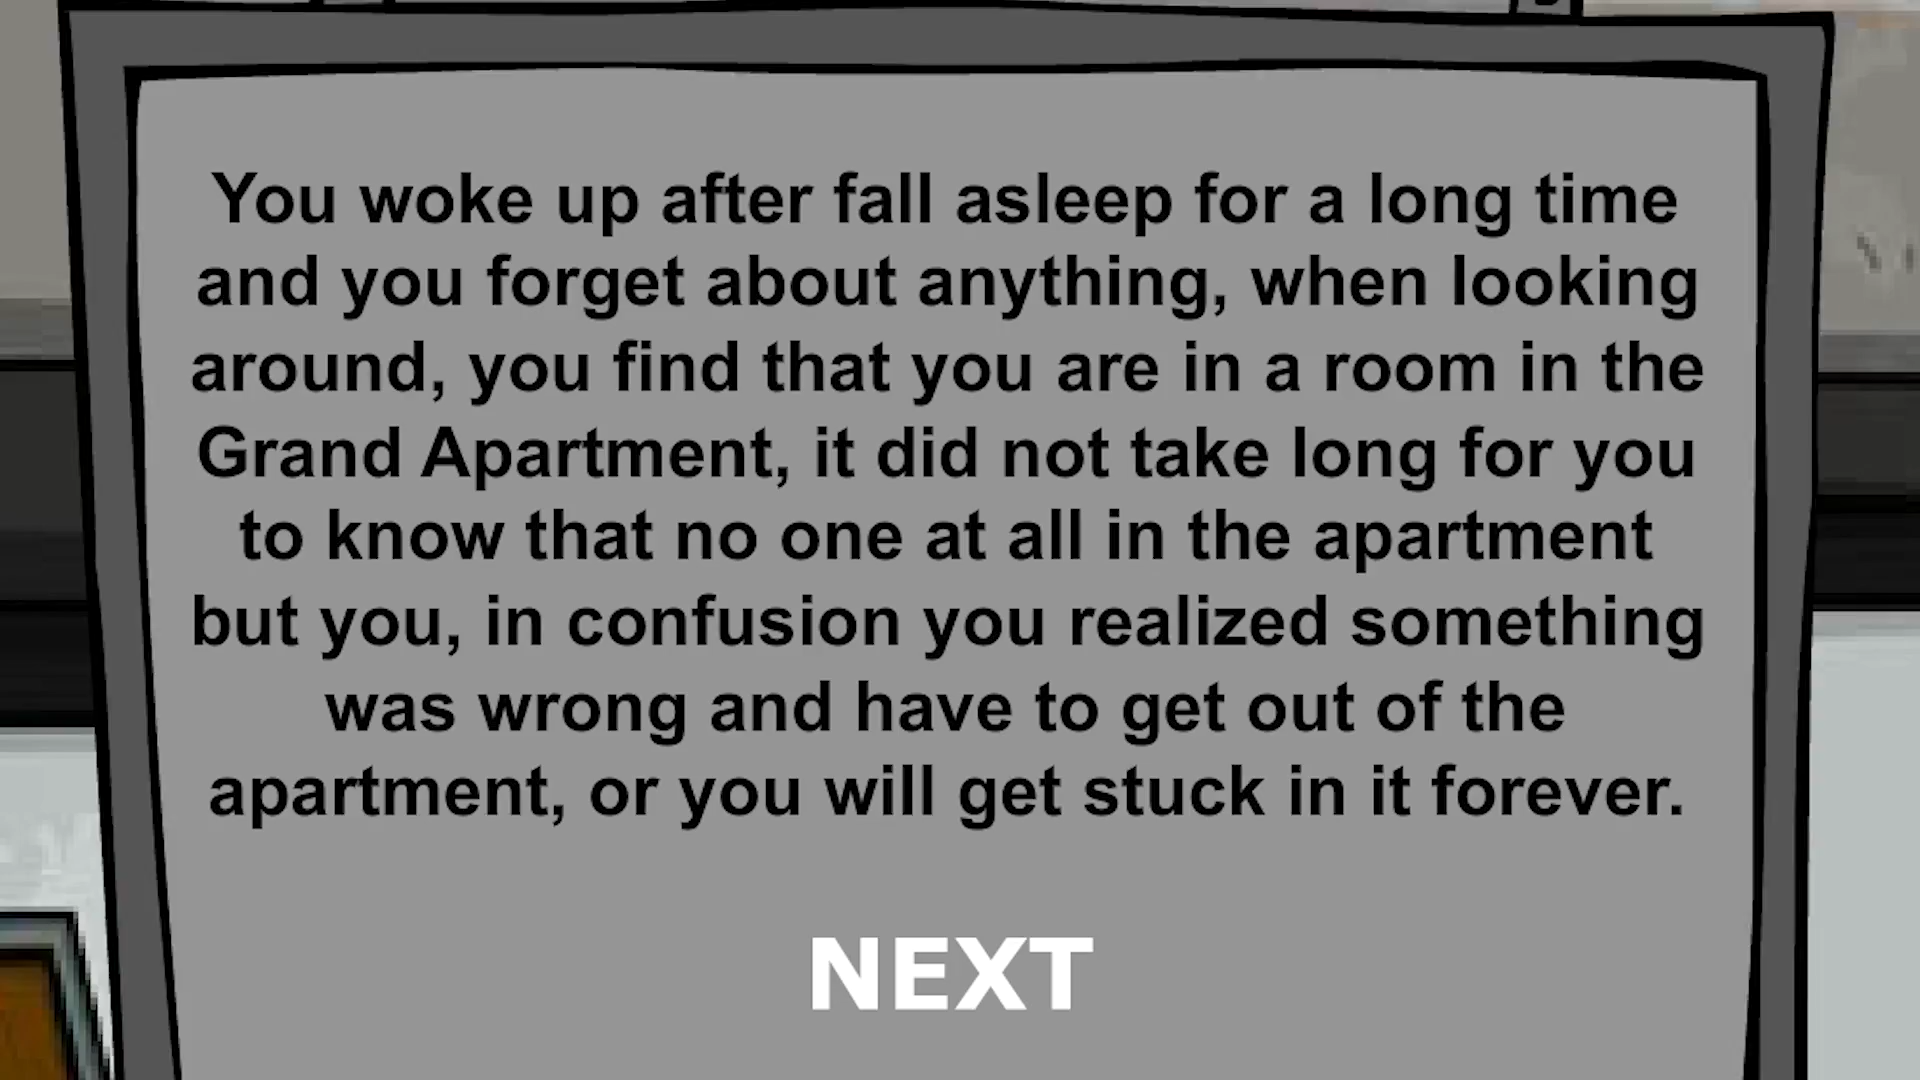 You woke up after fall asleep for a long time
and you forget about anything, when looking
around, you find that you are in a room in the
Grand Apartment, it did not take long for you
to know that no one at all in the apartment
but you, in confusion you realized something
was wrong and have to get out of the
apartment, or you will get stuck in it forever.
NEXT